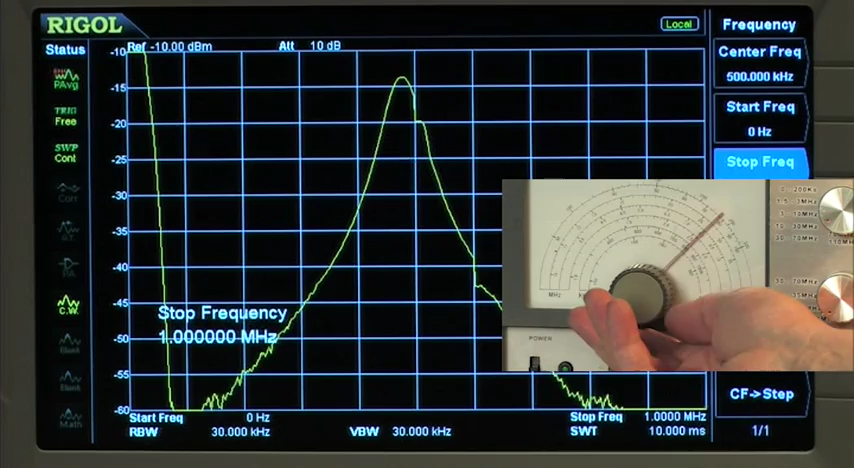 RIGOL
Local
Status
Ref -10.00 dBm
Att 10 dB
Frequency
Center Freq
500.000 kHz
Start Freq
0 Hz
Stop Freq
PAvg
TRIG
Free
SWP
Cont
Corr
P.A.
C.W.
Blank
Blank
Math
-10
-15
-20
-25
-30
-35
-40
-45
-50
-55
-60
Stop Frequency
1.000000 MHz
Start Freq 0 Hz
Stop Freq 1.0000 MHz
RBW 30.000 kHz
VBW 30.000 kHz
SWT 10.000 ms
CF->Step
1/1
MHz
POWER